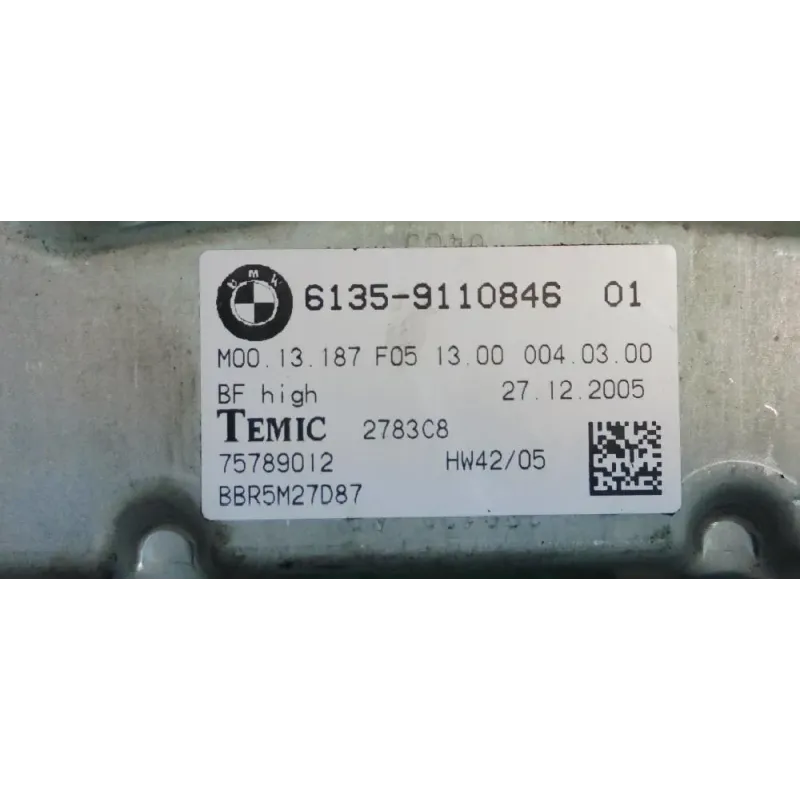 BMW 6135-9110846 01
M00.13.187 F05 13.00 004.03.00
BF high 27.12.2005
TEMIC 2783C8
75789012 HW42/05
BBR5M27D87